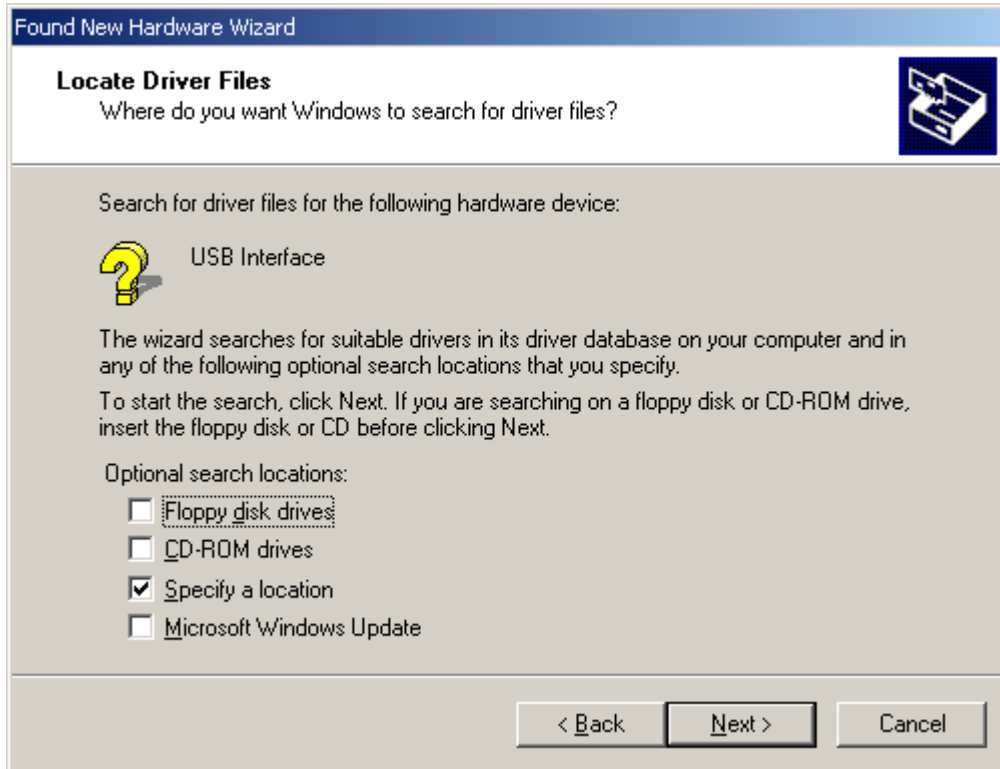 Found New Hardware Wizard
Locate Driver Files
Where do you want Windows to search for driver files?
Search for driver files for the following hardware device:
USB Interface
The wizard searches for suitable drivers in its driver database on your computer and in
any of the following optional search locations that you specify.
To start the search, click Next. If you are searching on a floppy disk or CD-ROM drive,
insert the floppy disk or CD before clicking Next.
Optional search locations:
Floppy disk drives
CD-ROM drives
Specify a location
Microsoft Windows Update
< Back Next > Cancel